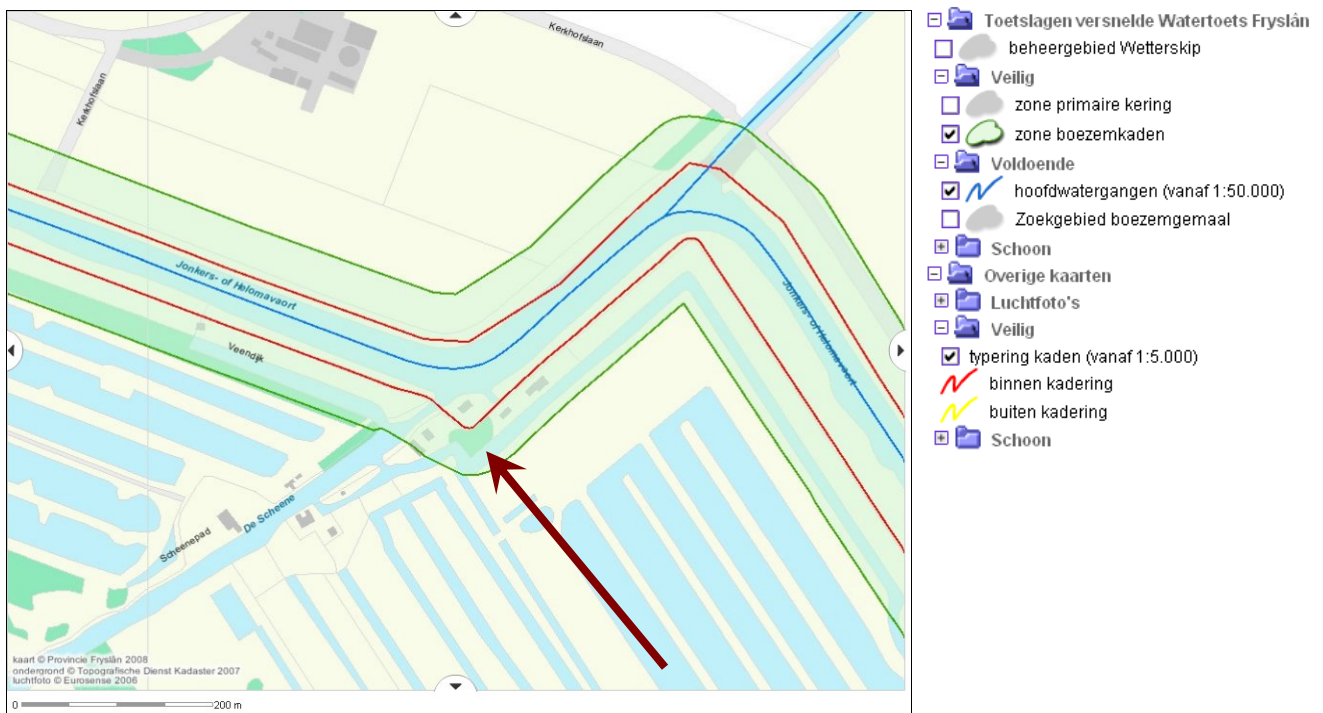 Kerkhofslaan
Kerkhofslaan
Jonkers- of Helomavaort
Jonkers- of Helomavaort
Veendijk
De Scheene
Scheenepad
kaart © Provincie Fryslân 2008
ondergrond © Topografische Dienst Kadaster 2007
luchtfoto © Eurosense 2006
0 200 m
Toetslagen versnelde Watertoets Fryslân
beheergebied Wetterskip
Veilig
zone primaire kering
zone boezemkaden
Voldoende
hoofdwatergangen (vanaf 1:50.000)
Zoekgebied boezemgemaal
Schoon
Overige kaarten
Luchtfoto's
Veilig
typering kaden (vanaf 1:5.000)
binnen kadering
buiten kadering
Schoon